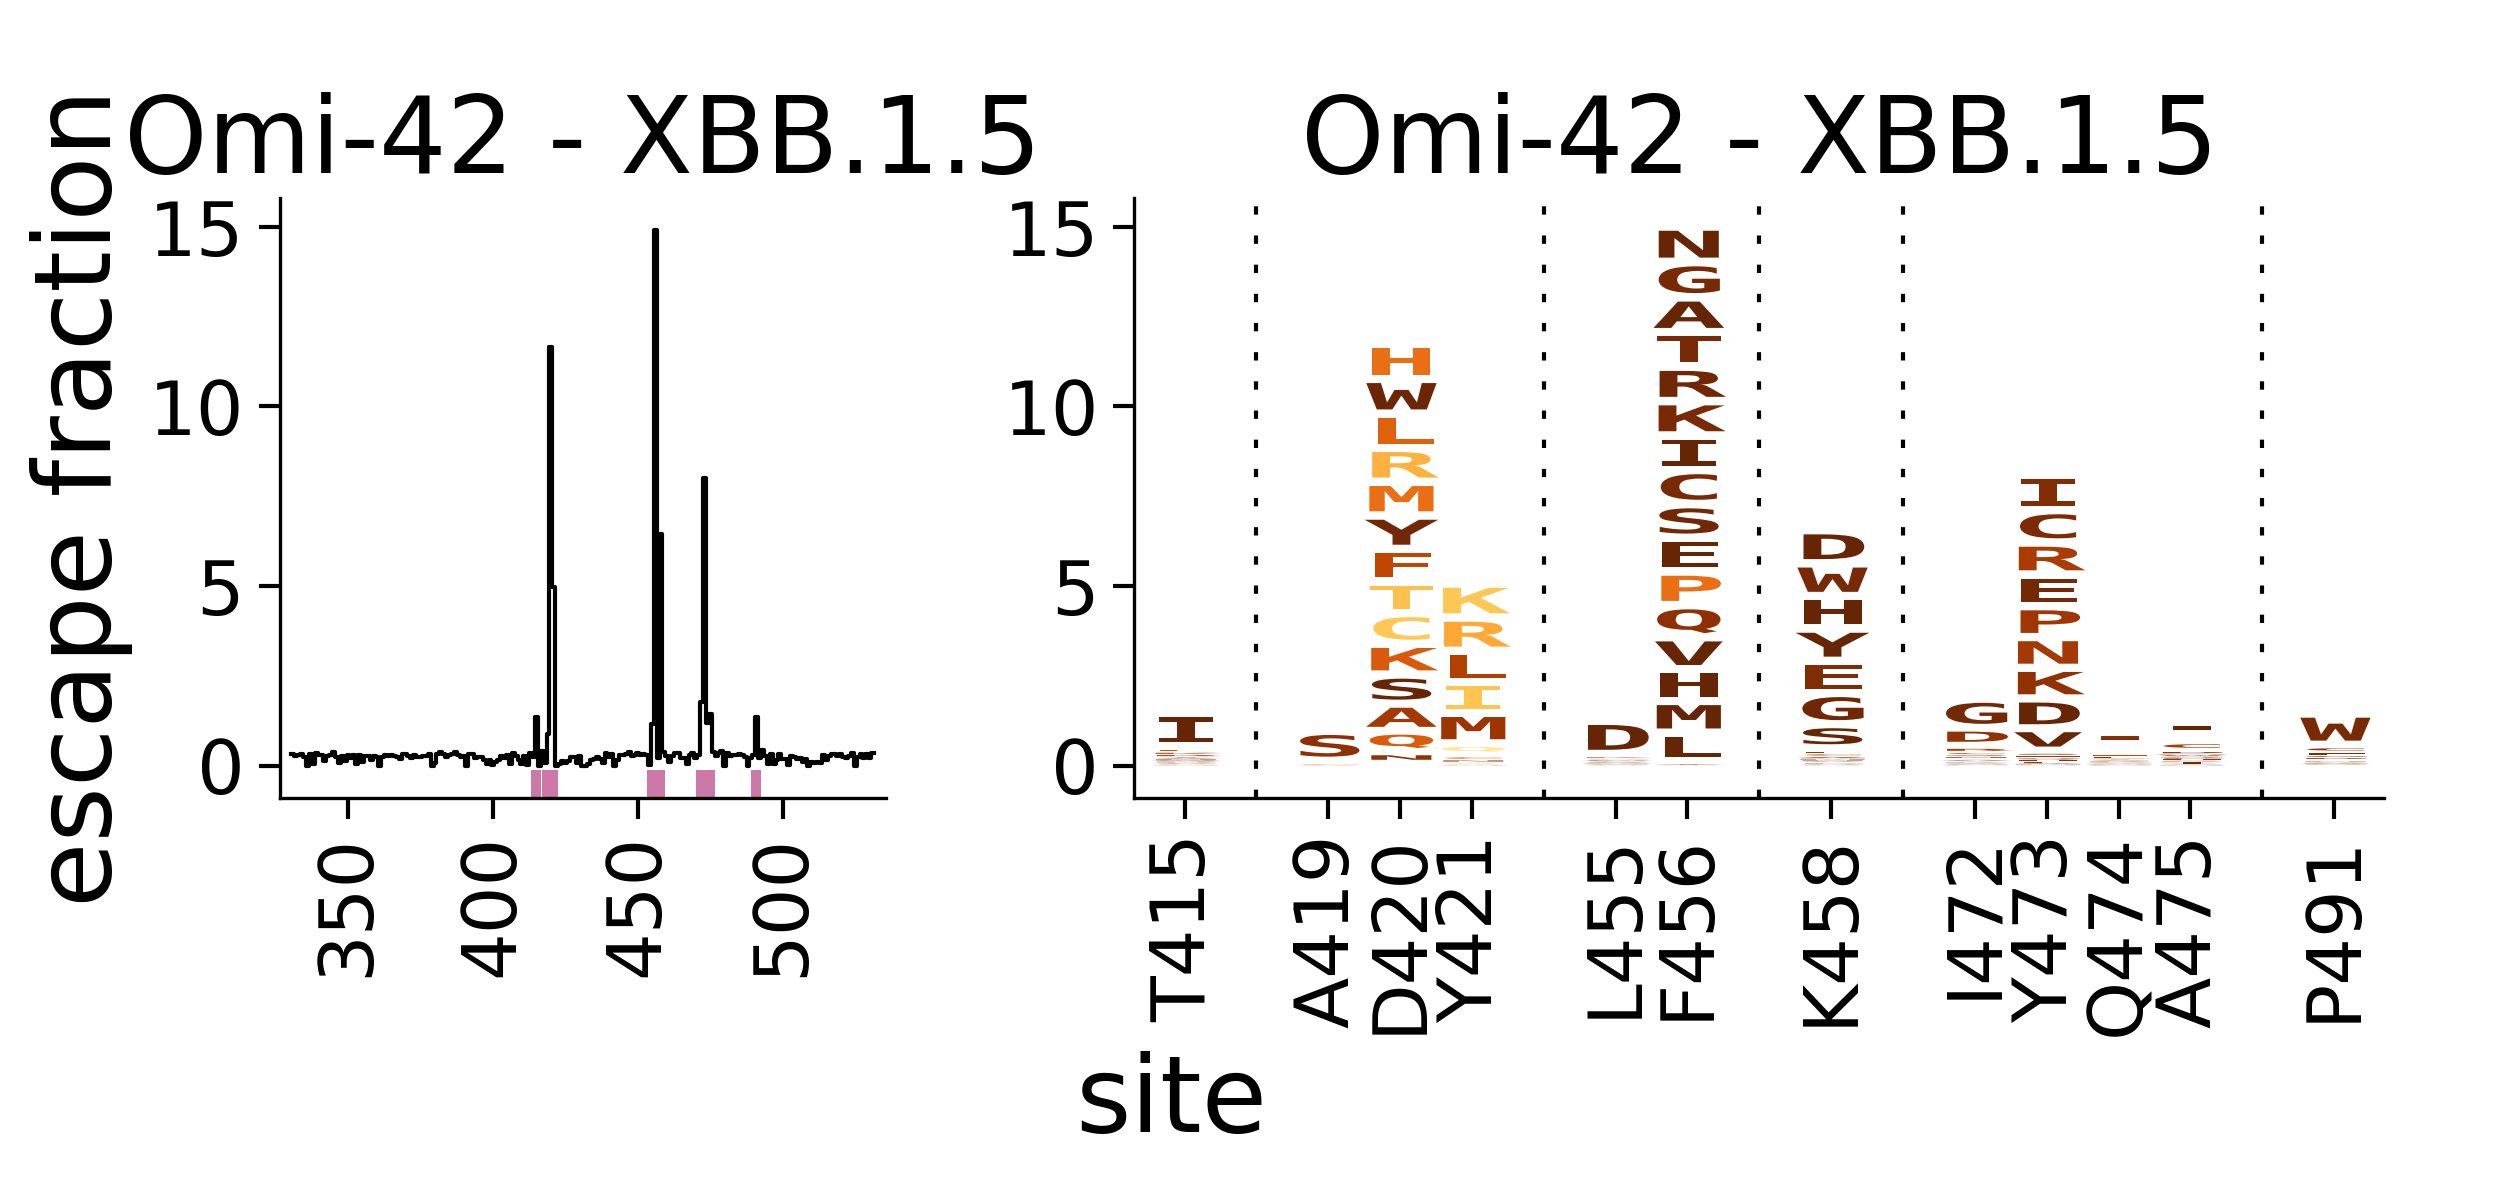 Omi-42 - XBB.1.5
escape fraction
15
10
5
0
350
400
450
500
Omi-42 - XBB.1.5
15
10
5
0
I
S
H
W
L
R
M
Y
F
T
C
K
S
A
Q
N
K
R
L
I
M
D
N
G
A
T
R
K
I
C
S
E
P
Q
V
H
M
L
D
W
H
Y
E
G
S
G
D
I
C
R
E
P
N
K
D
V
W
T415
A419
D420
Y421
L455
F456
K458
I472
Y473
Q474
A475
P491
site